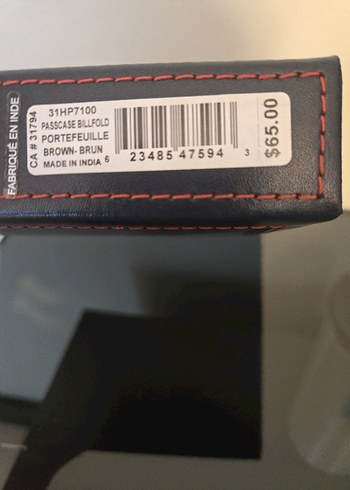 FABRIQUÉ EN INDE
CA # 31794
31HP7100
PASSCASE BILLFOLD
PORTEFEUILLE
BROWN- BRUN
MADE IN INDIA
6 23485 47594 3
$65.00